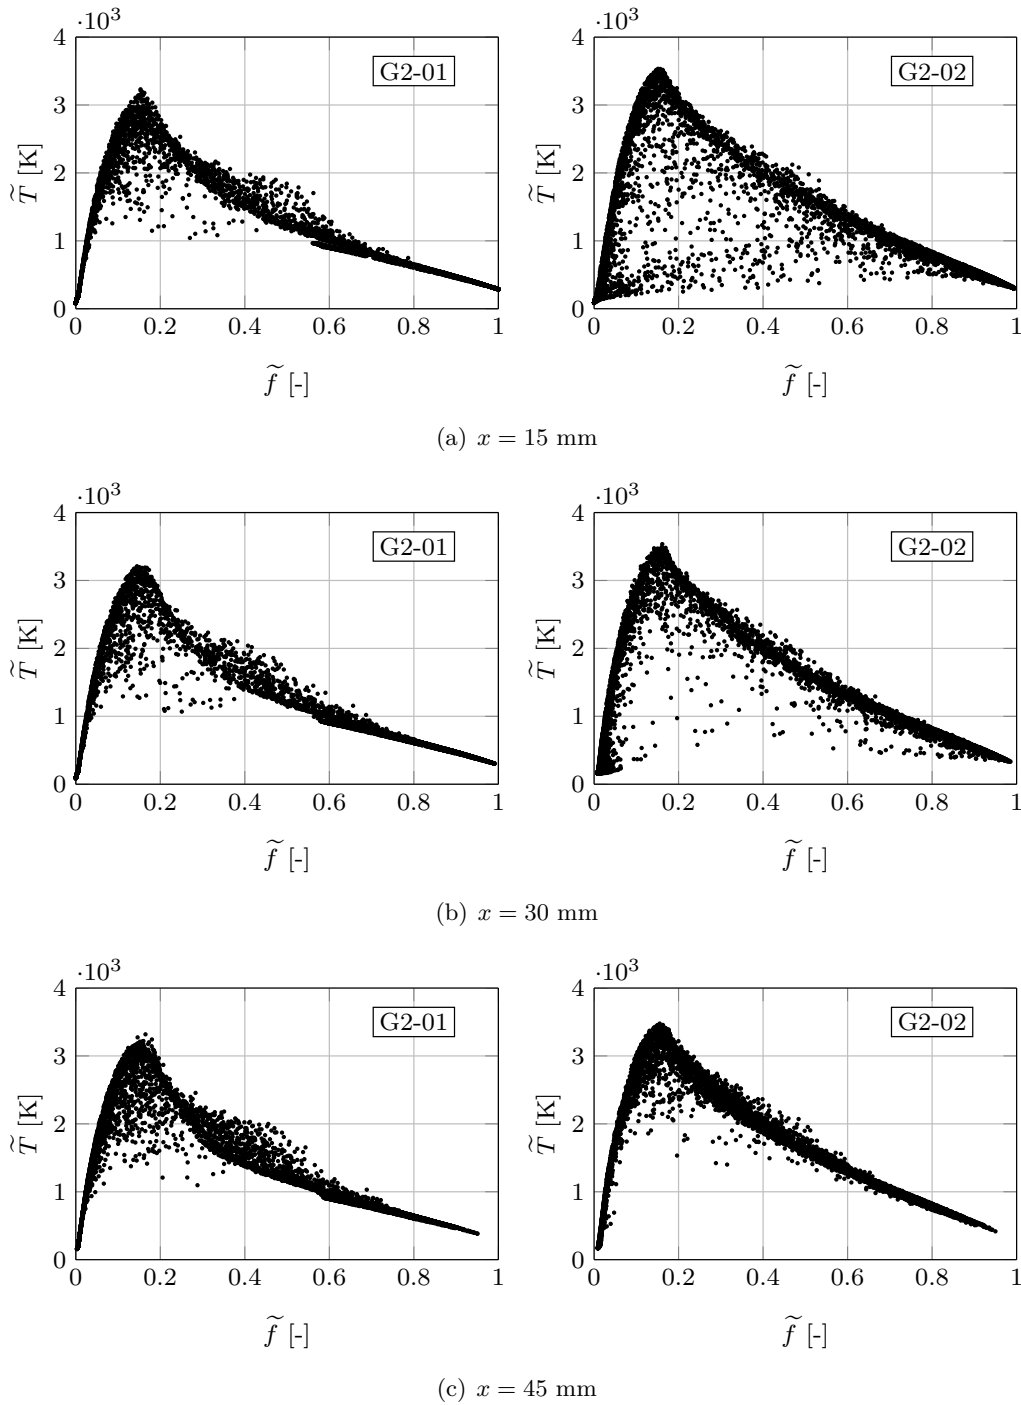 ·10³ ·10³
4 4
G2-01 G2-02
3 3
T̃ [K] T̃ [K]
2 2
1 1
0 0
0 0.2 0.4 0.6 0.8 1 0 0.2 0.4 0.6 0.8 1
f̃ [-] f̃ [-]
(a) x = 15 mm
·10³ ·10³
4 4
G2-01 G2-02
3 3
T̃ [K] T̃ [K]
2 2
1 1
0 0
0 0.2 0.4 0.6 0.8 1 0 0.2 0.4 0.6 0.8 1
f̃ [-] f̃ [-]
(b) x = 30 mm
·10³ ·10³
4 4
G2-01 G2-02
3 3
T̃ [K] T̃ [K]
2 2
1 1
0 0
0 0.2 0.4 0.6 0.8 1 0 0.2 0.4 0.6 0.8 1
f̃ [-] f̃ [-]
(c) x = 45 mm